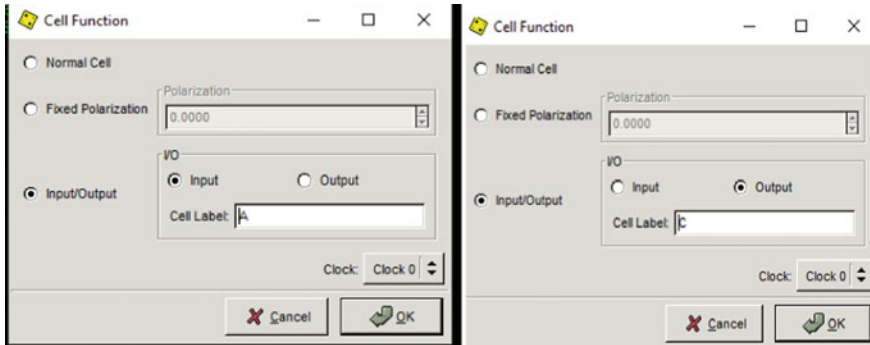 Cell Function
Normal Cell
Polarization
Fixed Polarization
0.0000
I/O
Input/Output
Input Output
Cell Label: A
Clock: Clock 0
Cancel OK
Cell Function
Normal Cell
Polarization
Fixed Polarization
0.0000
I/O
Input/Output
Input Output
Cell Label: C
Clock: Clock 0
Cancel OK